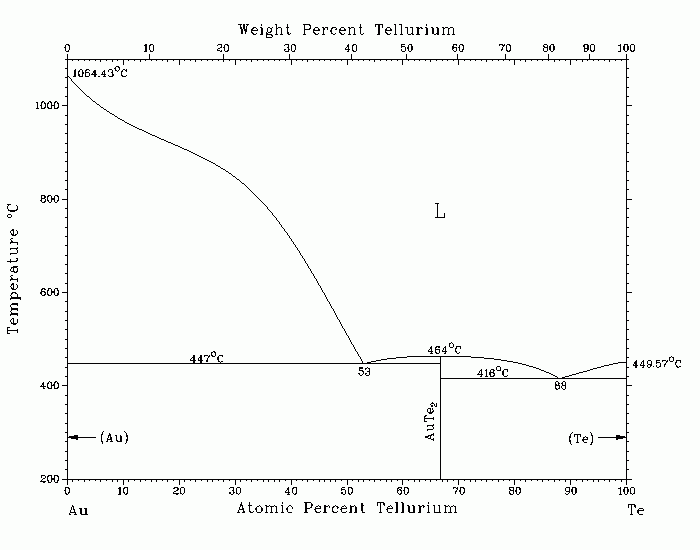 Weight Percent Tellurium
0 10 20 30 40 50 60 70 80 90 100
1064.43°C
1000
800
L
Temperature °C
600
464°C
447°C
449.57°C
53
416°C
400
88
AuTe2
(Au)
(Te)
200
0 10 20 30 40 50 60 70 80 90 100
Au
Atomic Percent Tellurium
Te